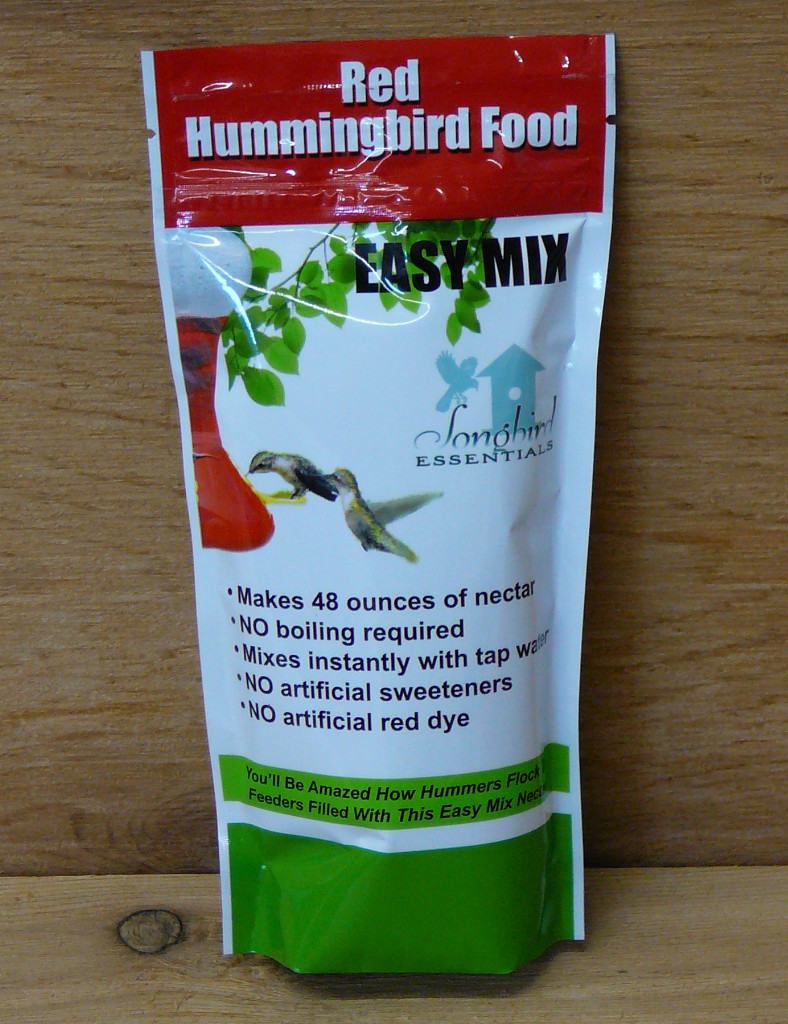 Red
Hummingbird Food
EASY MIX
Songbird
ESSENTIALS
• Makes 48 ounces of nectar
• NO boiling required
• Mixes instantly with tap water
• NO artificial sweeteners
• NO artificial red dye
You'll Be Amazed How Hummers Flock
Feeders Filled With This Easy Mix